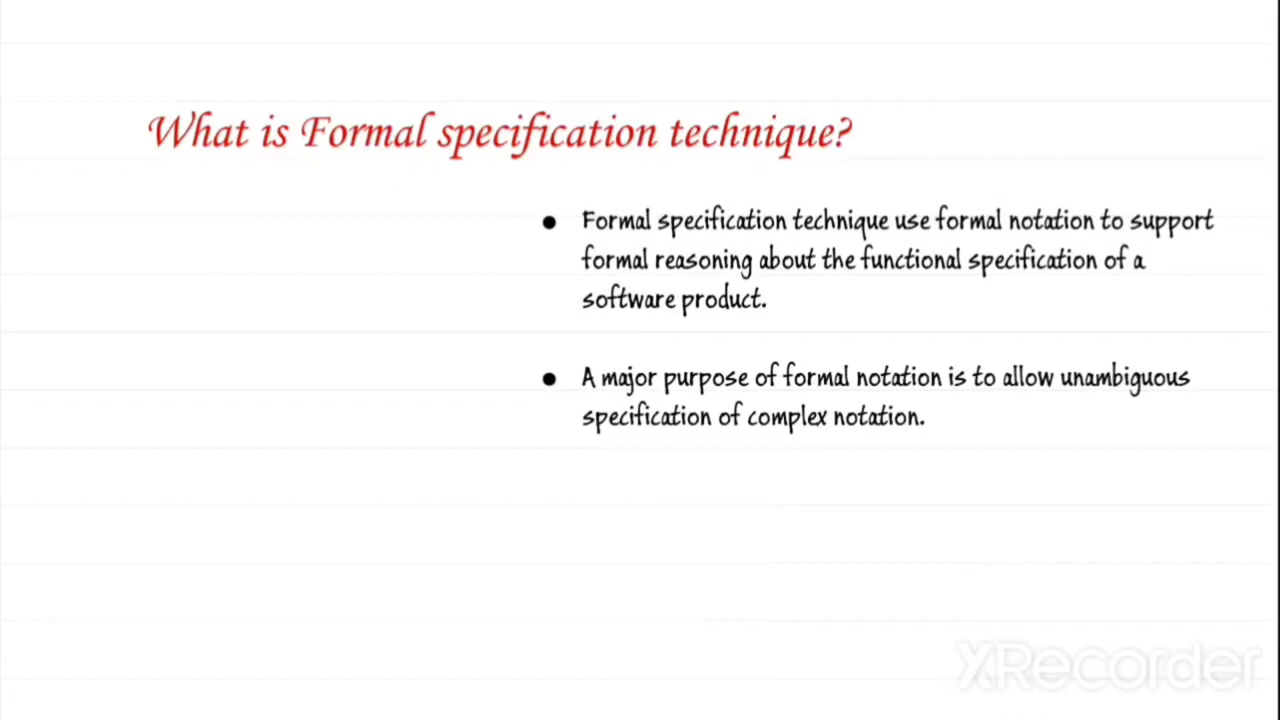 What is Formal specification technique?
● Formal specification technique use formal notation to support
formal reasoning about the functional specification of a
software product.
● A major purpose of formal notation is to allow unambiguous
specification of complex notation.
XRecorder